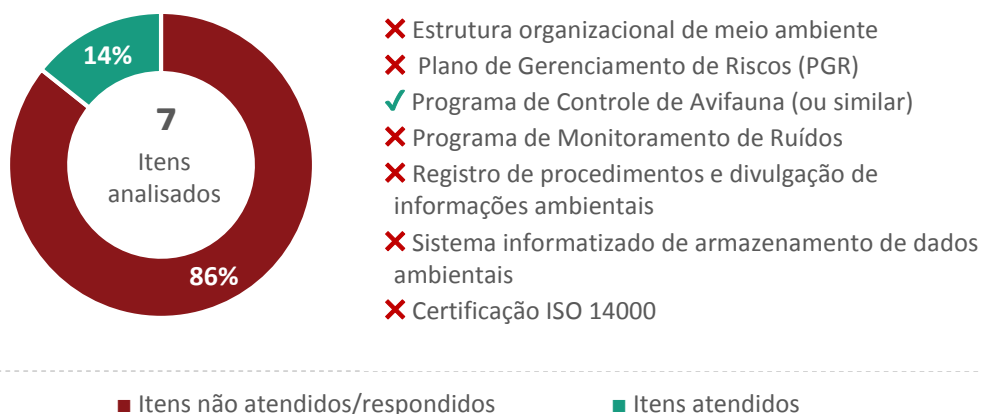 14%
7
Itens
analisados
86%
❌ Estrutura organizacional de meio ambiente
❌ Plano de Gerenciamento de Riscos (PGR)
✔ Programa de Controle de Avifauna (ou similar)
❌ Programa de Monitoramento de Ruídos
❌ Registro de procedimentos e divulgação de
informações ambientais
❌ Sistema informatizado de armazenamento de dados
ambientais
❌ Certificação ISO 14000
■ Itens não atendidos/respondidos
■ Itens atendidos